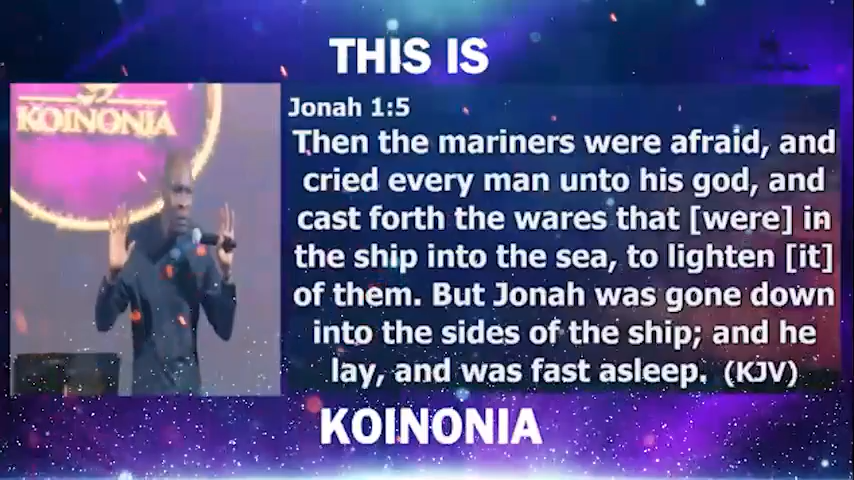 THIS IS
KOINONIA
Jonah 1:5
Then the mariners were afraid, and
cried every man unto his god, and
cast forth the wares that [were] in
the ship into the sea, to lighten [it]
of them. But Jonah was gone down
into the sides of the ship; and he
lay, and was fast asleep. (KJV)
KOINONIA